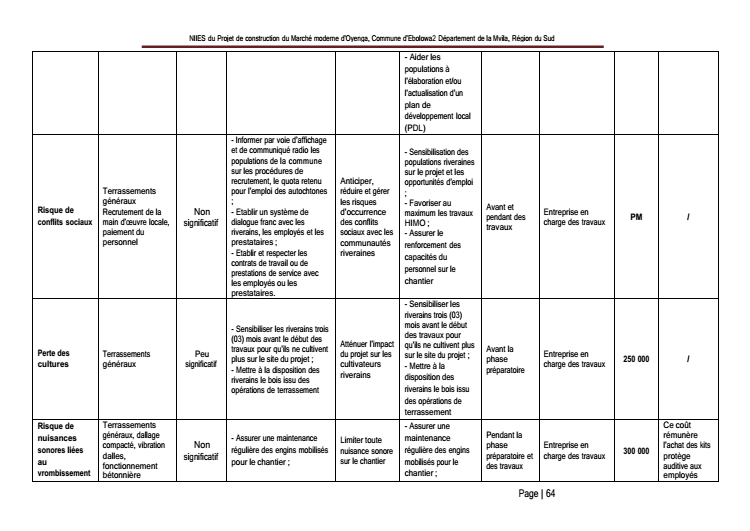 NIIES du Projet de construction du Marché moderne d'Oyenga, Commune d'Ebolowa2 Département de la Mvila, Région du Sud
- Aider les
populations à
l'élaboration et/ou
l'actualisation d'un
plan de
développement local
(PDL)
Risque de
conflits sociaux
Terrassements
généraux
Recrutement de la
main d'œuvre locale,
paiement du
personnel
Non
significatif
- Informer par voie d'affichage
et de communiqué radio les
populations de la commune
sur les procédures de
recrutement, le quota retenu
pour l'emploi des autochtones
;
- Etablir un système de
dialogue franc avec les
riverains, les employés et les
prestataires ;
- Etablir et respecter les
contrats de travail ou de
prestations de service avec
les employés ou les
prestataires.
Anticiper,
réduire et gérer
les risques
d'occurrence
des conflits
sociaux avec les
communautés
riveraines
- Sensibilisation des
populations riveraines
sur le projet et les
opportunités d'emploi
;
- Favoriser au
maximum les travaux
HIMO ;
- Assurer le
renforcement des
capacités du
personnel sur le
chantier
Avant et
pendant des
travaux
Entreprise en
charge des travaux
PM
/
Perte des
cultures
Terrassements
généraux
Peu
significatif
- Sensibiliser les riverains trois
(03) mois avant le début des
travaux pour qu'ils ne cultivent
plus sur le site du projet ;
- Mettre à la disposition des
riverains le bois issu des
opérations de terrassement
Atténuer l'impact
du projet sur les
cultivateurs
riverains
- Sensibiliser les
riverains trois (03)
mois avant le début
des travaux pour
qu'ils ne cultivent plus
sur le site du projet ;
- Mettre à la
disposition des
riverains le bois issu
des opérations de
terrassement
Avant la
phase
préparatoire
Entreprise en
charge des travaux
250 000
/
Risque de
nuisances
sonores liées
au
vrombissement
Terrassements
généraux, dallage
compacté, vibration
dalles,
fonctionnement
bétonnière
Non
significatif
- Assurer une maintenance
régulière des engins mobilisés
pour le chantier ;
Limiter toute
nuisance sonore
sur le chantier
- Assurer une
maintenance
régulière des engins
mobilisés pour le
chantier ;
Pendant la
phase
préparatoire et
des travaux
Entreprise en
charge des travaux
300 000
Ce coût
rémunère
l'achat des kits
protège
auditive aux
employés
Page | 64